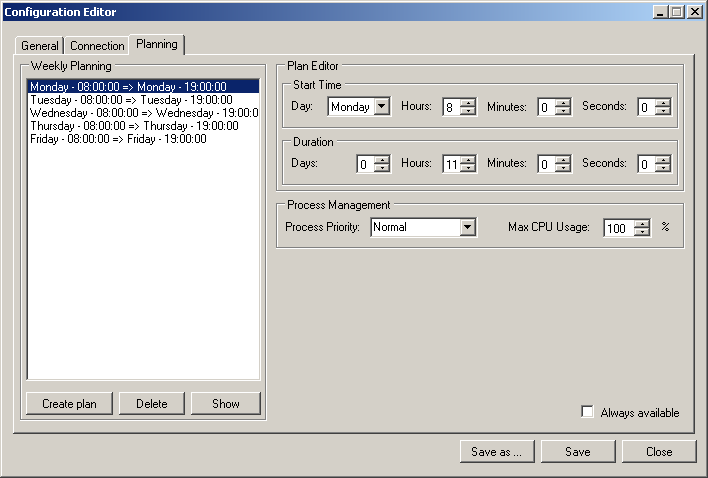 Configuration Editor
General Connection Planning
Weekly Planning
Monday - 08:00:00 => Monday - 19:00:00
Tuesday - 08:00:00 => Tuesday - 19:00:00
Wednesday - 08:00:00 => Wednesday - 19:00:0
Thursday - 08:00:00 => Thursday - 19:00:00
Friday - 08:00:00 => Friday - 19:00:00
Create plan Delete Show
Plan Editor
Start Time
Day: Monday Hours: 8 Minutes: 0 Seconds: 0
Duration
Days: 0 Hours: 11 Minutes: 0 Seconds: 0
Process Management
Process Priority: Normal Max CPU Usage: 100 %
Always available
Save as ... Save Close